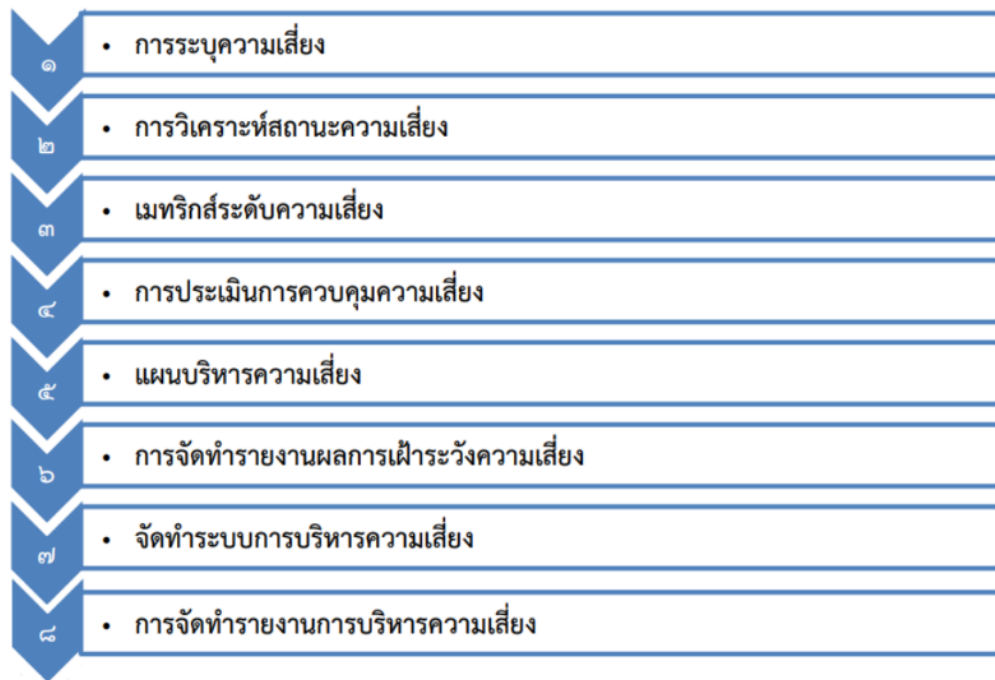 ๑ • การระบุความเสี่ยง
๒ • การวิเคราะห์สถานะความเสี่ยง
๓ • เมทริกส์ระดับความเสี่ยง
๔ • การประเมินการควบคุมความเสี่ยง
๕ • แผนบริหารความเสี่ยง
๖ • การจัดทำรายงานผลการเฝ้าระวังความเสี่ยง
๗ • จัดทำระบบการบริหารความเสี่ยง
๘ • การจัดทำรายงานการบริหารความเสี่ยง